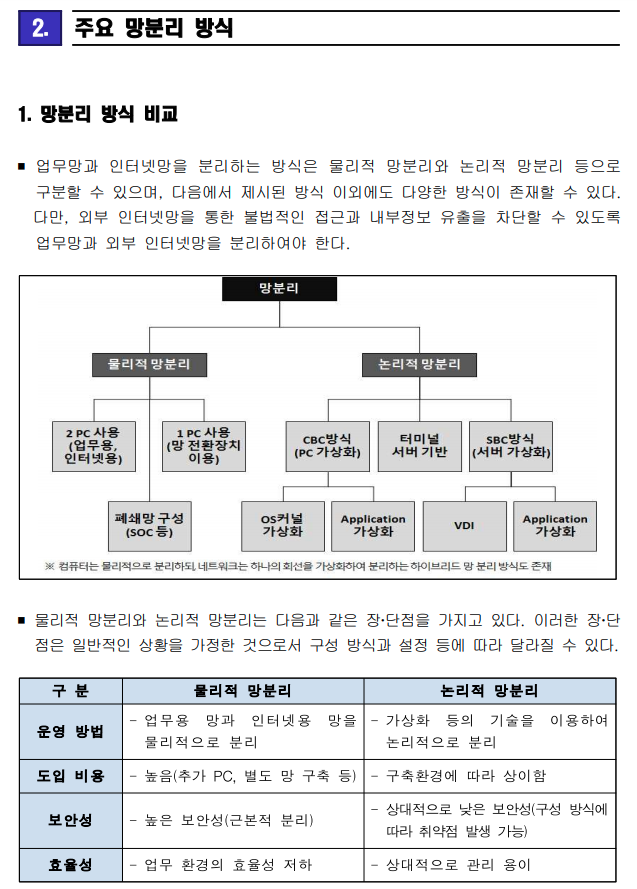 2. 주요 망분리 방식
1. 망분리 방식 비교
■ 업무망과 인터넷망을 분리하는 방식은 물리적 망분리와 논리적 망분리 등으로
구분할 수 있으며, 다음에서 제시된 방식 이외에도 다양한 방식이 존재할 수 있다.
다만, 외부 인터넷망을 통한 불법적인 접근과 내부정보 유출을 차단할 수 있도록
업무망과 외부 인터넷망을 분리하여야 한다.
망분리
물리적 망분리
논리적 망분리
2 PC 사용
(업무용,
인터넷용)
1 PC 사용
(망 전환장치
이용)
CBC방식
(PC 가상화)
터미널
서버 기반
SBC방식
(서버 가상화)
폐쇄망 구성
(SOC 등)
OS커널
가상화
Application
가상화
VDI
Application
가상화
※ 컴퓨터는 물리적으로 분리하되, 네트워크는 하나의 회선을 가상화하여 분리하는 하이브리드 망 분리 방식도 존재
■ 물리적 망분리와 논리적 망분리는 다음과 같은 장·단점을 가지고 있다. 이러한 장·단
점은 일반적인 상황을 가정한 것으로서 구성 방식과 설정 등에 따라 달라질 수 있다.
구 분 물리적 망분리 논리적 망분리
운영 방법
- 업무용 망과 인터넷용 망을
물리적으로 분리
- 가상화 등의 기술을 이용하여
논리적으로 분리
도입 비용 - 높음(추가 PC, 별도 망 구축 등) - 구축환경에 따라 상이함
보안성 - 높은 보안성(근본적 분리)
- 상대적으로 낮은 보안성(구성 방식에
따라 취약점 발생 가능)
효율성 - 업무 환경의 효율성 저하 - 상대적으로 관리 용이